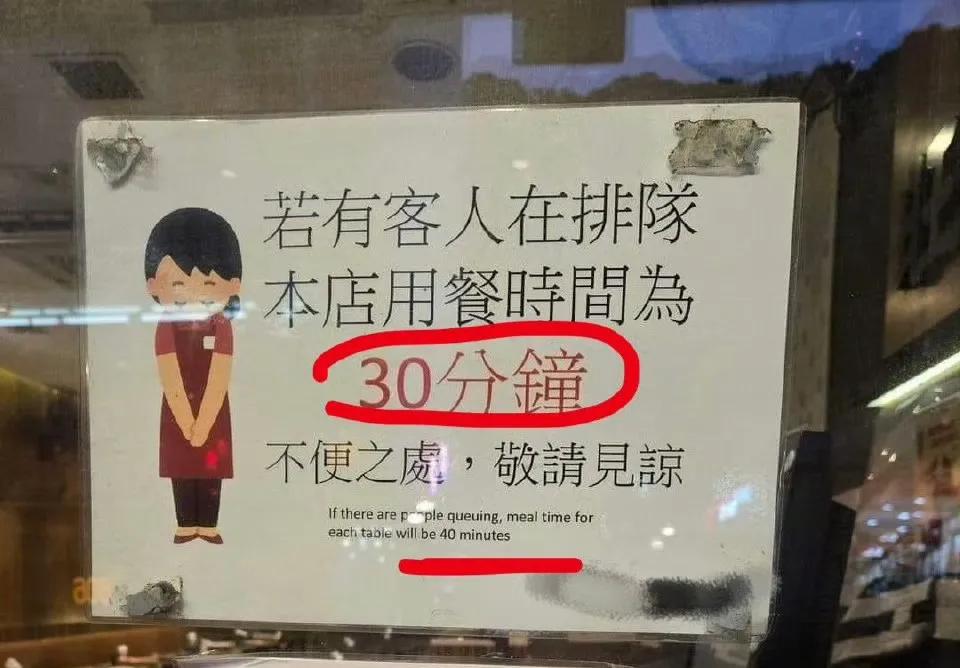 若有客人在排隊
本店用餐時間為
30分鐘
不便之處，敬請見諒
If there are people queuing, meal time for
each table will be 40 minutes